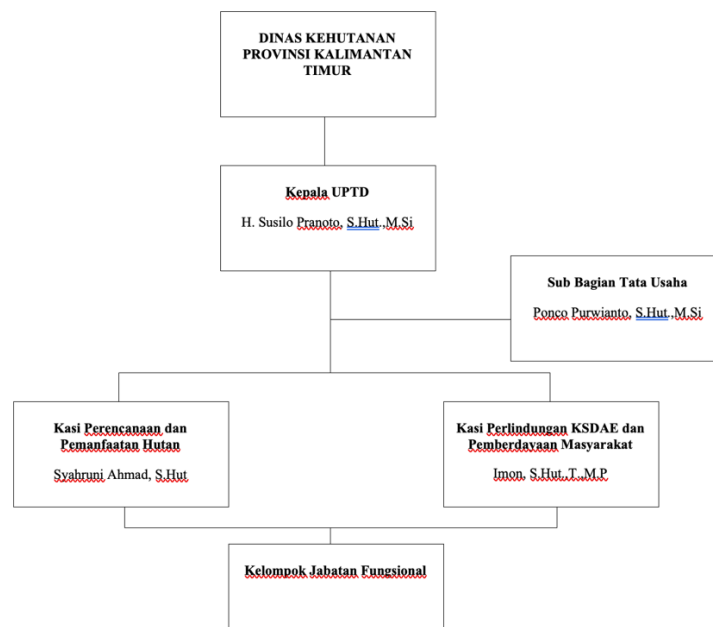 DINAS KEHUTANAN
PROVINSI KALIMANTAN
TIMUR
Kepala UPTD
H. Susilo Pranoto, S.Hut.,M.Si
Sub Bagian Tata Usaha
Ponco Purwianto, S.Hut.,M.Si
Kasi Perencanaan dan
Pemanfaatan Hutan
Syahruni Ahmad, S.Hut
Kasi Perlindungan KSDAE dan
Pemberdayaan Masyarakat
Imon, S.Hut,.T.,M.P
Kelompok Jabatan Fungsional